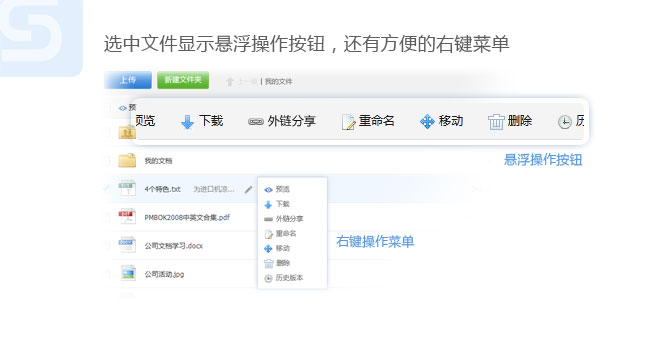 选中文件显示悬浮操作按钮，还有方便的右键菜单
上传 新建文件夹 上一级 | 我的文件
预
预览 下载 外链分享 重命名 移动 删除 历
悬浮操作按钮
我的文档
4个特色.txt 为进口机凉...
预览
下载
外链分享
PMBOK2008中英文合集.pdf
重命名
右键操作菜单
公司文档学习.docx
移动
删除
公司活动.jpg
历史版本